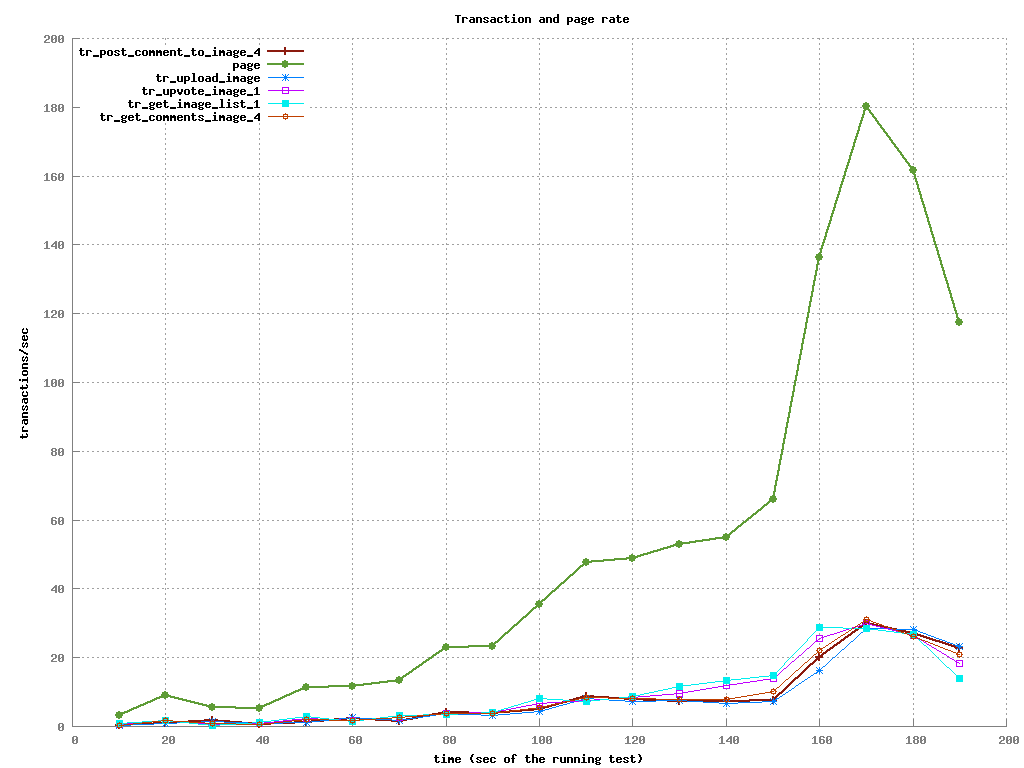 Transaction and page rate
200
180
160
140
120
100
80
60
40
20
0
tr_post_comment_to_image_4
page
tr_upload_image
tr_upvote_image_1
tr_get_image_list_1
tr_get_comments_image_4
transactions/sec
0 20 40 60 80 100 120 140 160 180 200
time (sec of the running test)